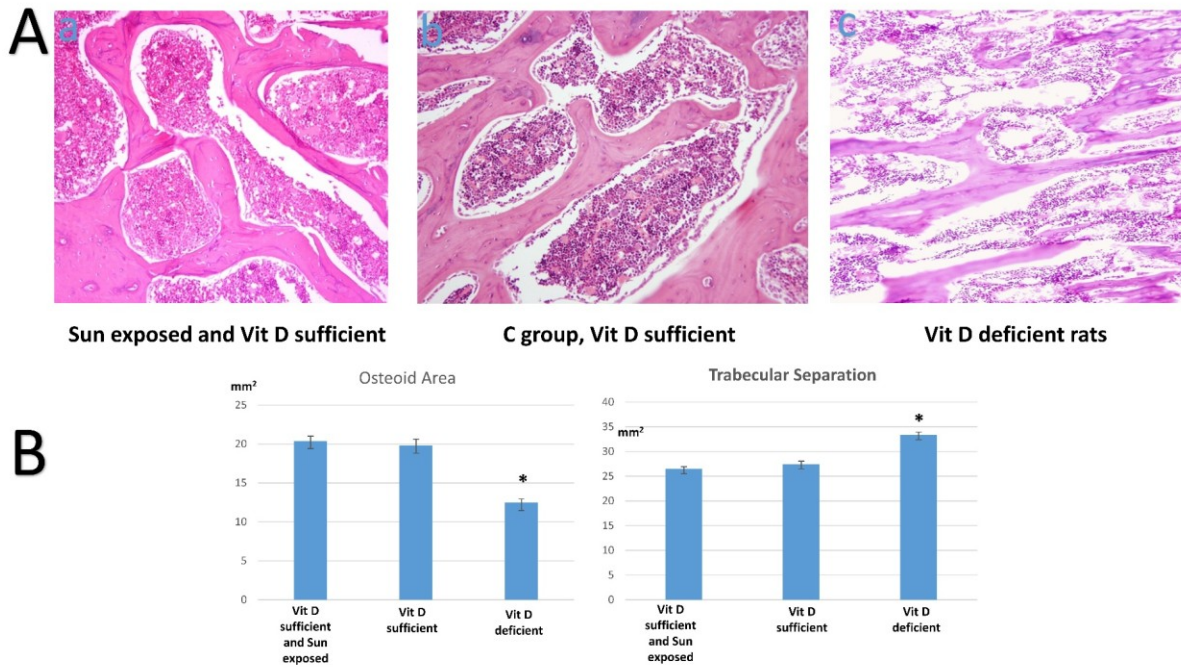 A
a
b
c
Sun exposed and Vit D sufficient
C group, Vit D sufficient
Vit D deficient rats
B
Osteoid Area
mm²
25
20
15
10
5
0
*
Vit D
sufficient
and Sun
exposed
Vit D
sufficient
Vit D
deficient
Trabecular Separation
mm²
40
35
30
25
20
15
10
5
0
*
Vit D
sufficient
and Sun
exposed
Vit D
sufficient
Vit D
deficient